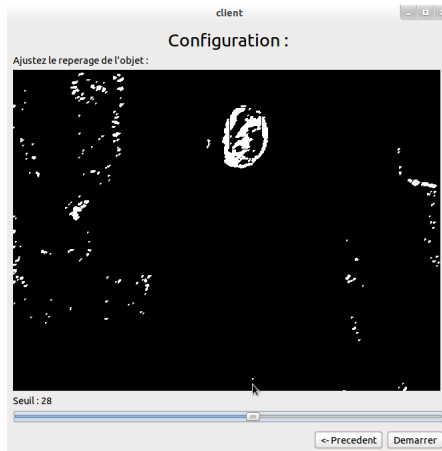 client
Configuration :
Ajustez le reperage de l'objet :
Seuil : 28
<- Precedent
Demarrer